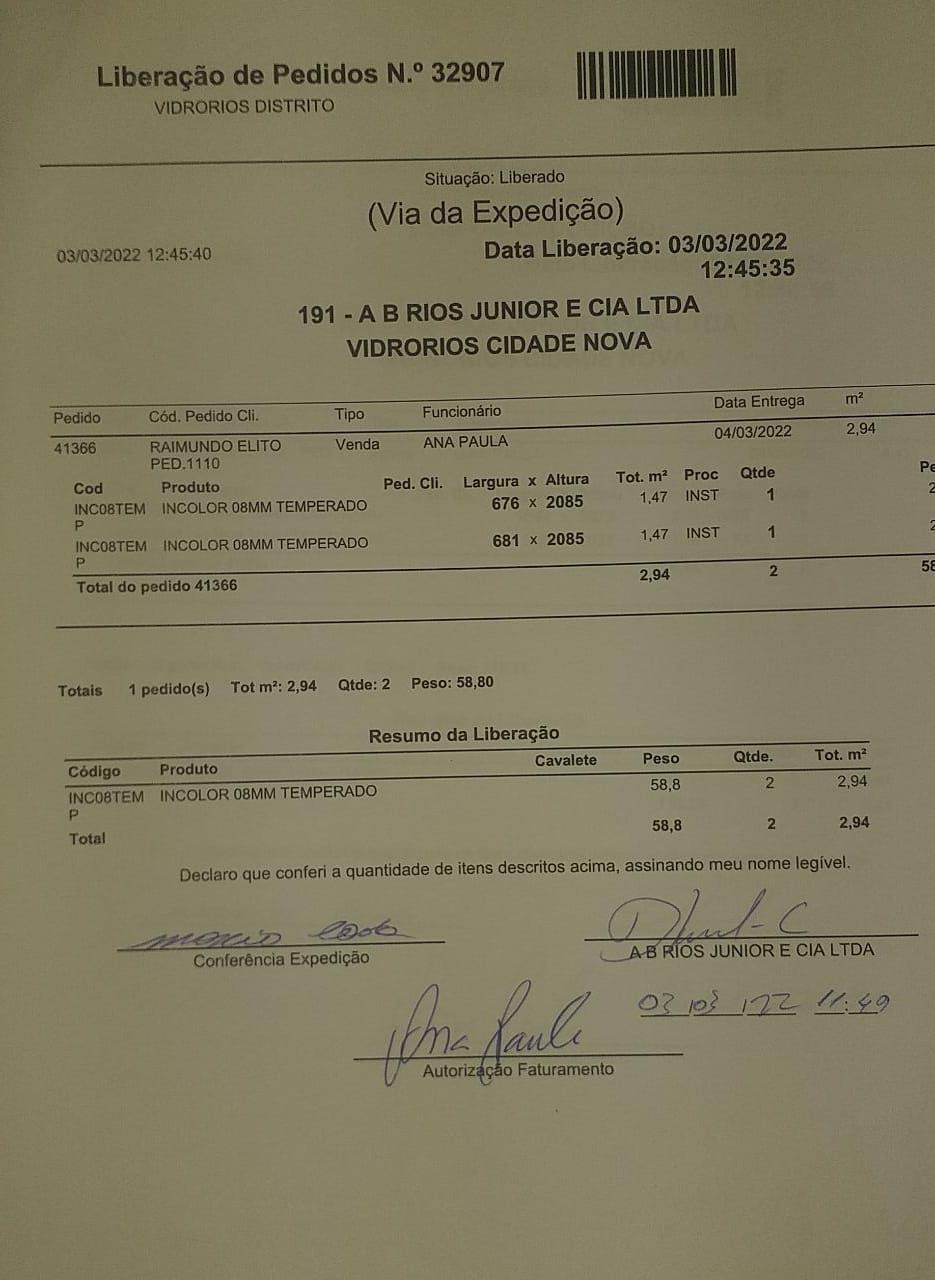 Liberação de Pedidos N.º 32907
VIDRORIOS DISTRITO
Situação: Liberado
(Via da Expedição)
03/03/2022 12:45:40
Data Liberação: 03/03/2022
12:45:35
191 - A B RIOS JUNIOR E CIA LTDA
VIDRORIOS CIDADE NOVA
Pedido Cód. Pedido Cli. Tipo Funcionário Data Entrega m²
41366 RAIMUNDO ELITO Venda ANA PAULA 04/03/2022 2,94
PED.1110
Cod Produto Ped. Cli. Largura x Altura Tot. m² Proc Qtde Pe
INC08TEM INCOLOR 08MM TEMPERADO 676 x 2085 1,47 INST 1 2
P
INC08TEM INCOLOR 08MM TEMPERADO 681 x 2085 1,47 INST 1 2
P
Total do pedido 41366 2,94 2 58
Totais 1 pedido(s) Tot m²: 2,94 Qtde: 2 Peso: 58,80
Resumo da Liberação
Código Produto Cavalete Peso Qtde. Tot. m²
INC08TEM INCOLOR 08MM TEMPERADO 58,8 2 2,94
P
Total 58,8 2 2,94
Declaro que conferi a quantidade de itens descritos acima, assinando meu nome legível.
Conferência Expedição
A B RIOS JUNIOR E CIA LTDA
03 103 122 11:49
Ana Paula
Autorização Faturamento